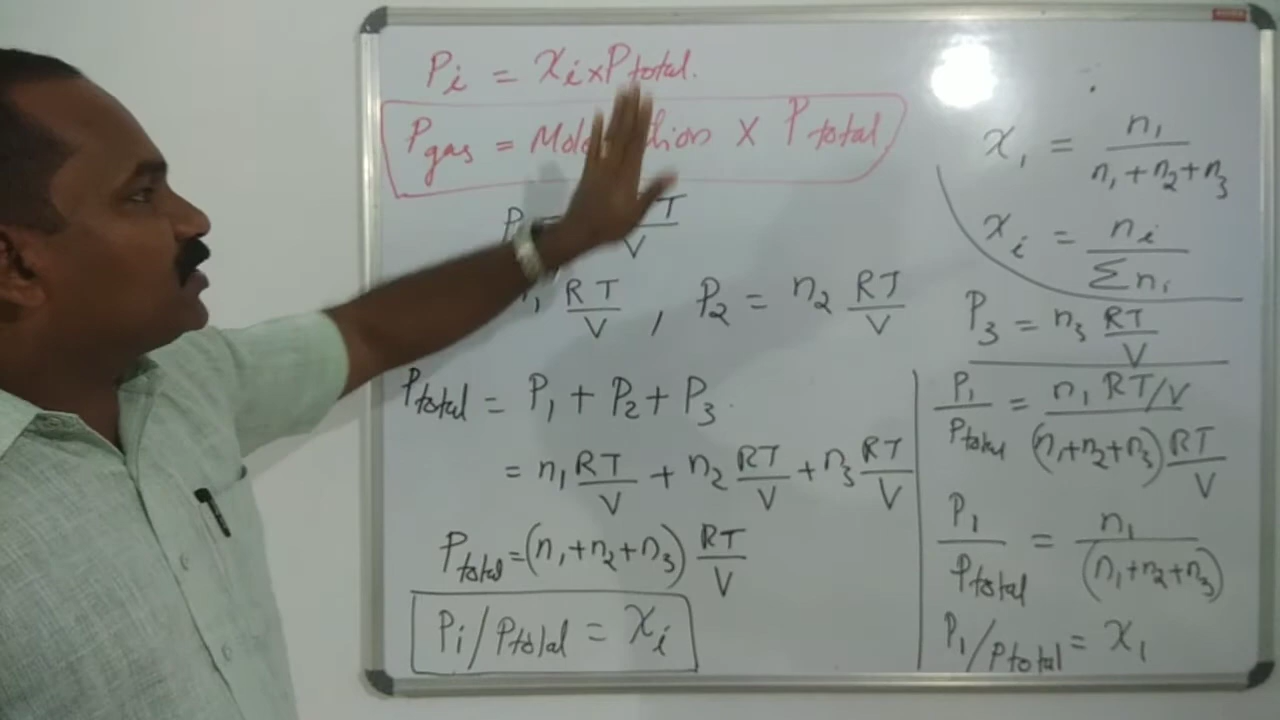 Pi = xi × Ptotal.
Pgas = × Ptotal
P RT/V
n1 RT/V , P2 = n2 RT/V
Ptotal = P1 + P2 + P3.
= n1 RT/V + n2 RT/V + n3 RT/V
Ptotal = (n1 + n2 + n3) RT/V
Pi/Ptotal = xi
x1 = n1/n1 + n2 + n3
xi = ni/Σni
P3 = n3 RT/V
P1/Ptotal = n1 RT/V/(n1 + n2 + n3) RT/V
P1/Ptotal = n1/(n1 + n2 + n3)
P1/Ptotal = x1